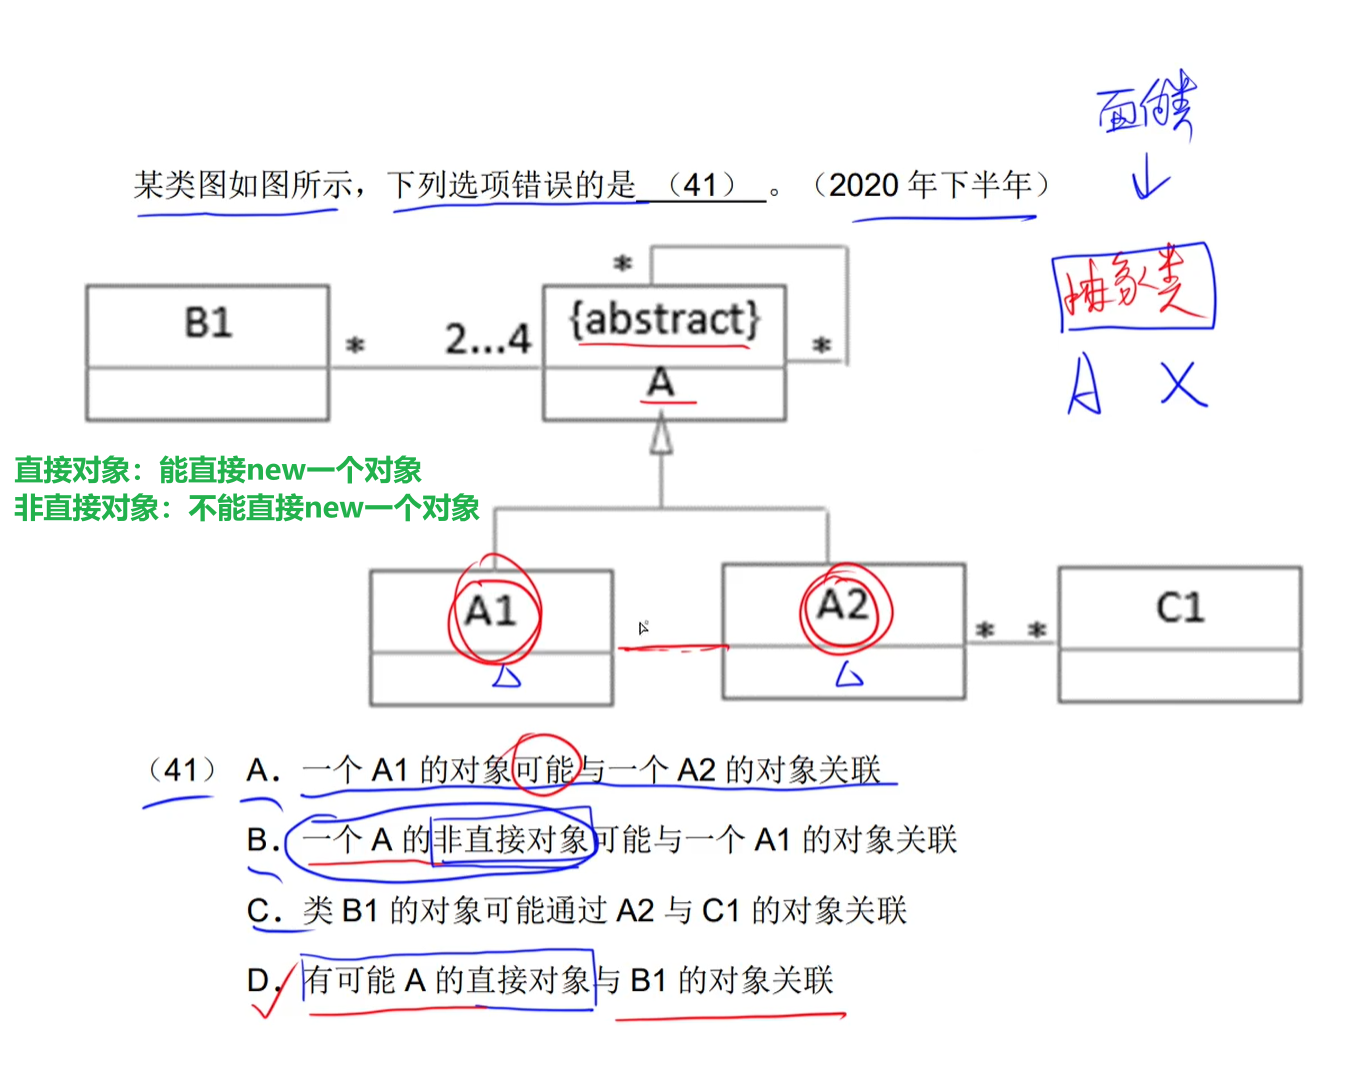 面向类
↓
某类图如图所示，下列选项错误的是 （41） 。（2020 年下半年）
抽象类
A ×
* {abstract} *
B1 * 2...4 A
直接对象：能直接new一个对象
非直接对象：不能直接new一个对象
A1 A2 * * C1
（41） A. 一个 A1 的对象可能与一个 A2 的对象关联
B. 一个 A 的非直接对象可能与一个 A1 的对象关联
C. 类 B1 的对象可能通过 A2 与 C1 的对象关联
D. 有可能 A 的直接对象与 B1 的对象关联